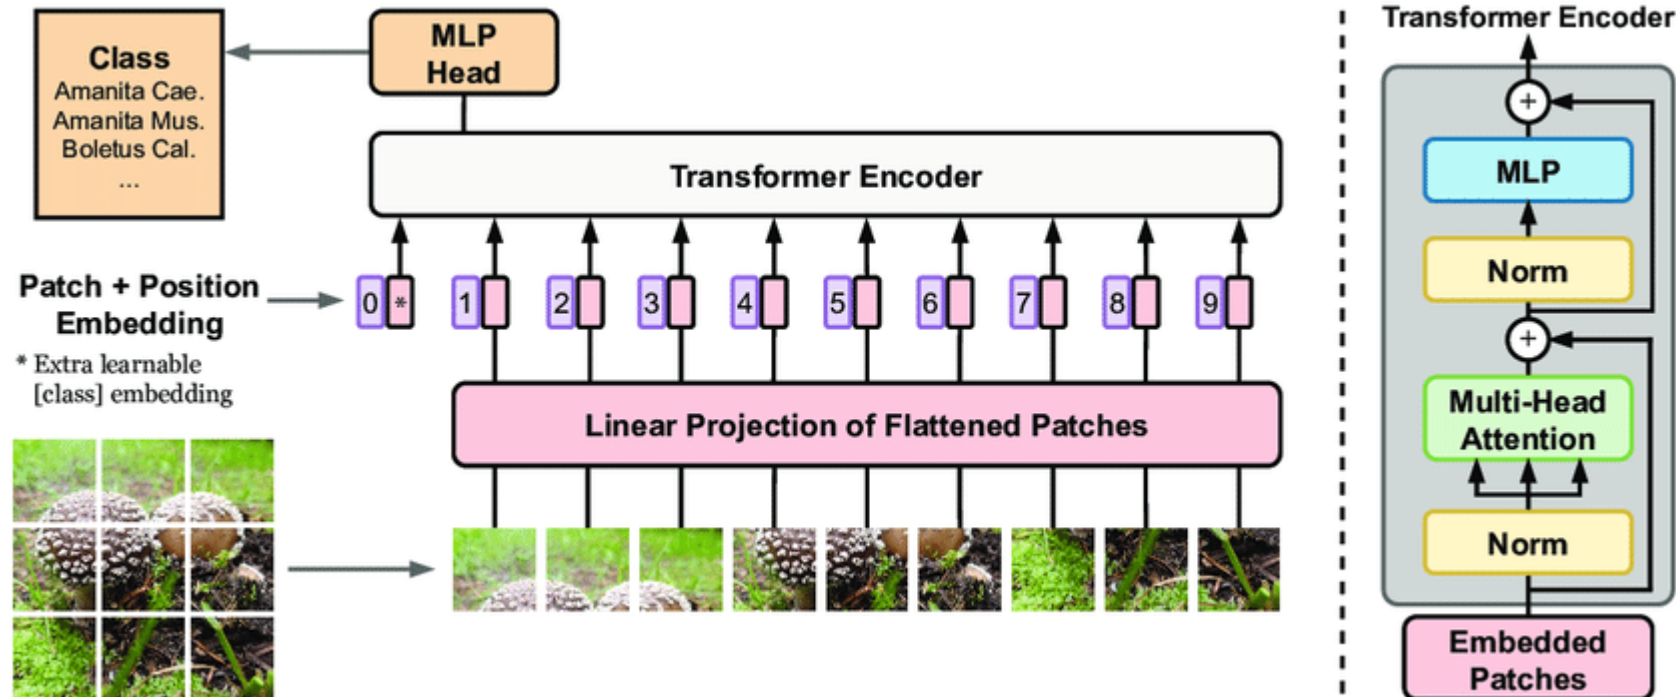 Class
Amanita Cae.
Amanita Mus.
Boletus Cal.
...
MLP
Head
Transformer Encoder
Patch + Position
Embedding
* Extra learnable
[class] embedding
0 * 1 2 3 4 5 6 7 8 9
Linear Projection of Flattened Patches
Transformer Encoder
+
MLP
Norm
+
Multi-Head
Attention
Norm
Embedded
Patches